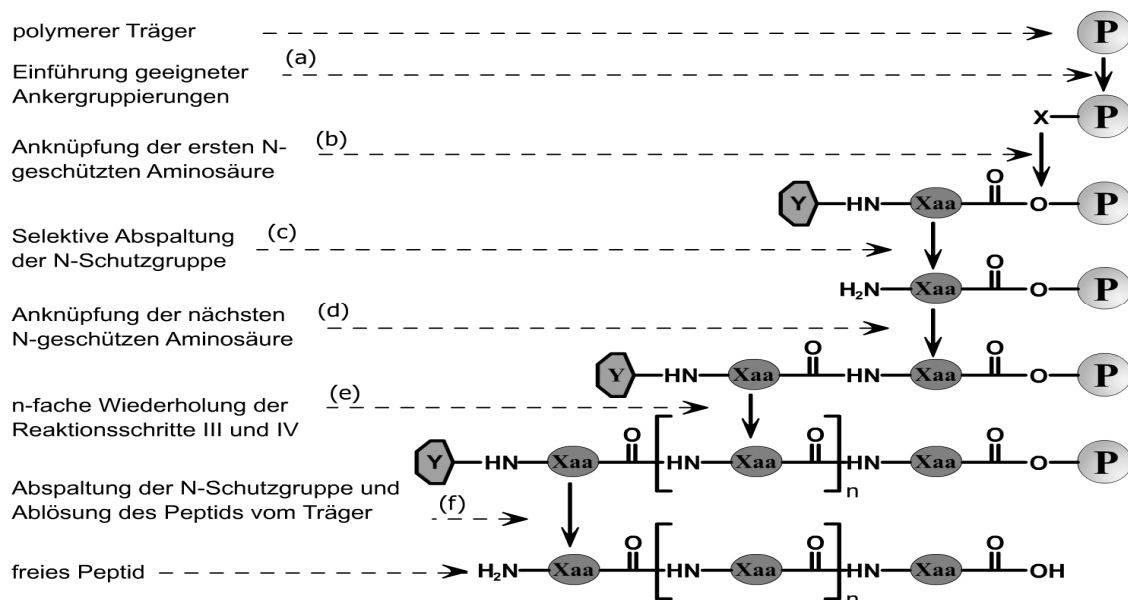 polymerer Träger
P
(a)
Einführung geeigneter
Ankergruppierungen
X P
(b)
Anknüpfung der ersten N-
geschützten Aminosäure
O
Y HN Xaa O P
(c)
Selektive Abspaltung
der N-Schutzgruppe
O
H2N Xaa O P
(d)
Anknüpfung der nächsten
N-geschützen Aminosäure
O O
Y HN Xaa HN Xaa O P
(e)
n-fache Wiederholung der
Reaktionsschritte III und IV
O O O
Y HN Xaa HN Xaa HN Xaa O P
n
Abspaltung der N-Schutzgruppe und
Ablösung des Peptids vom Träger
(f)
O O O
freies Peptid
H2N Xaa HN Xaa HN Xaa OH
n